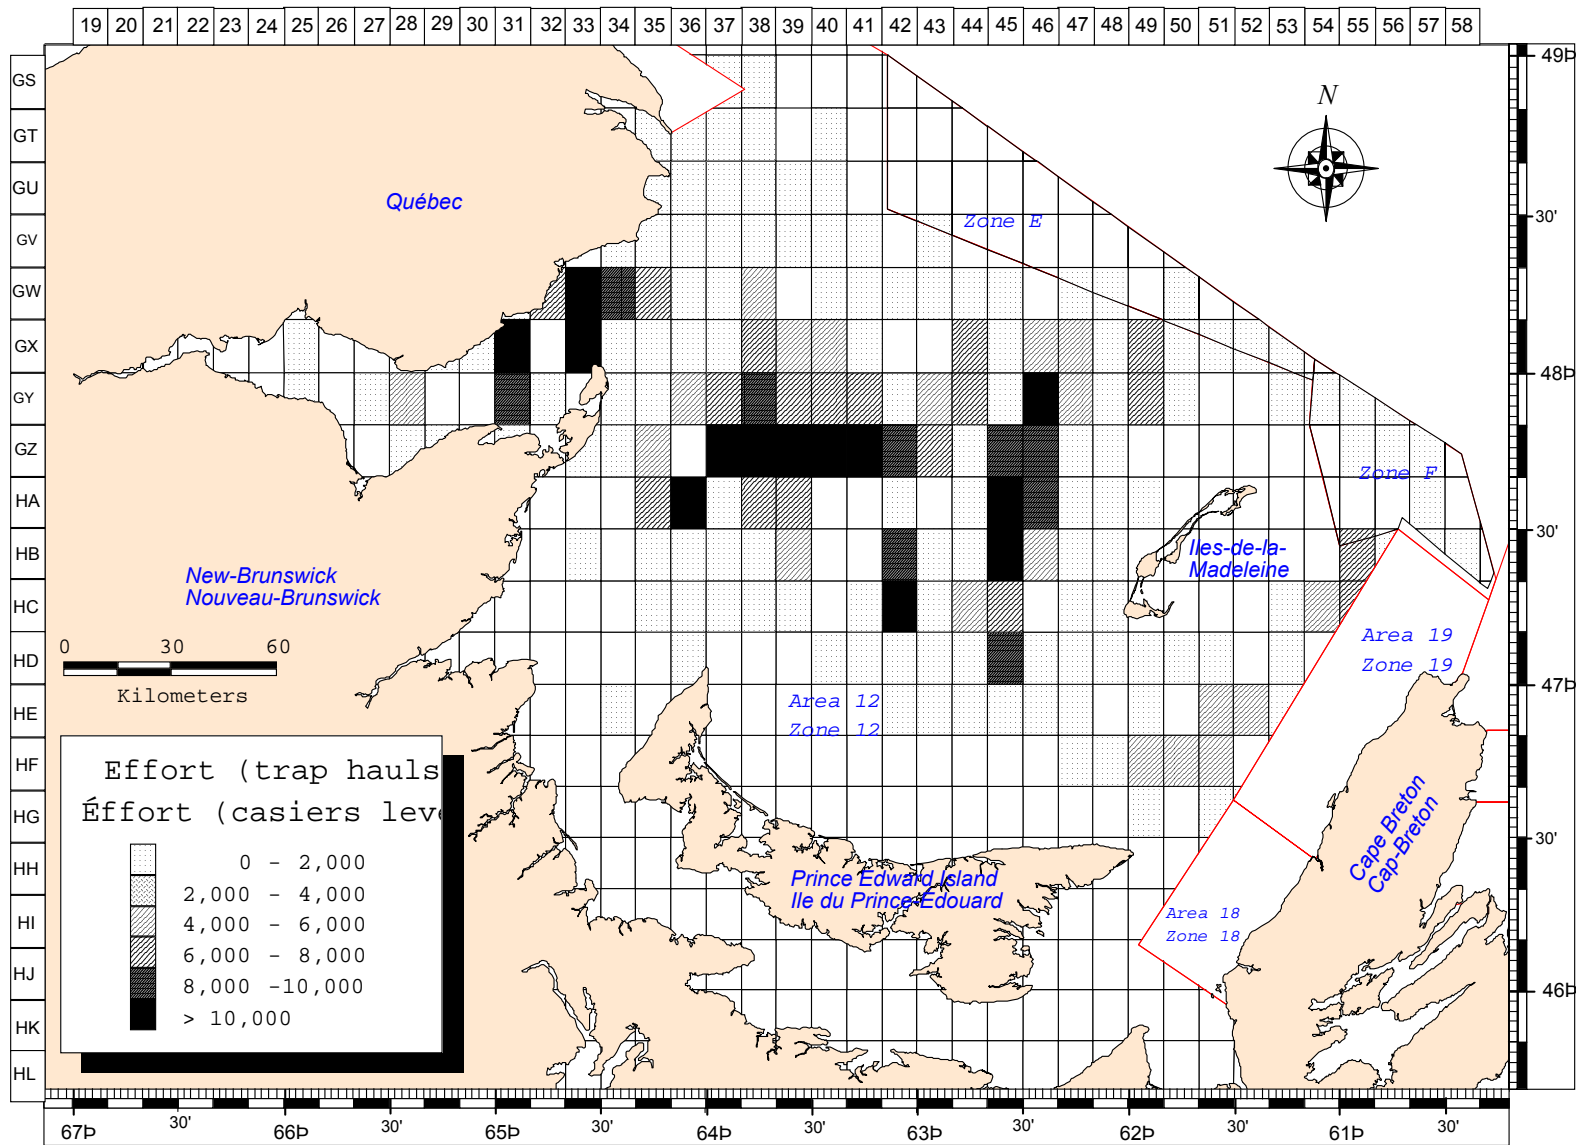 19 20 21 22 23 24 25 26 27 28 29 30 31 32 33 34 35 36 37 38 39 40 41 42 43 44 45 46 47 48 49 50 51 52 53 54 55 56 57 58
GS
GT
GU
GV
GW
GX
GY
GZ
HA
HB
HC
HD
HE
HF
HG
HH
HI
HJ
HK
HL
49Þ
30'
48Þ
30'
47Þ
30'
46Þ
N
Québec
Zone E
Zone F
Iles-de-la-
Madeleine
New-Brunswick
Nouveau-Brunswick
0 30 60
Kilometers
Area 19
Zone 19
Area 12
Zone 12
Cape Breton
Cap-Breton
Prince Edward Island
Ile du Prince-Édouard
Area 18
Zone 18
Effort (trap hauls
Éffort (casiers leve
0 - 2,000
2,000 - 4,000
4,000 - 6,000
6,000 - 8,000
8,000 -10,000
> 10,000
67Þ 30' 66Þ 30' 65Þ 30' 64Þ 30' 63Þ 30' 62Þ 30' 61Þ 30'